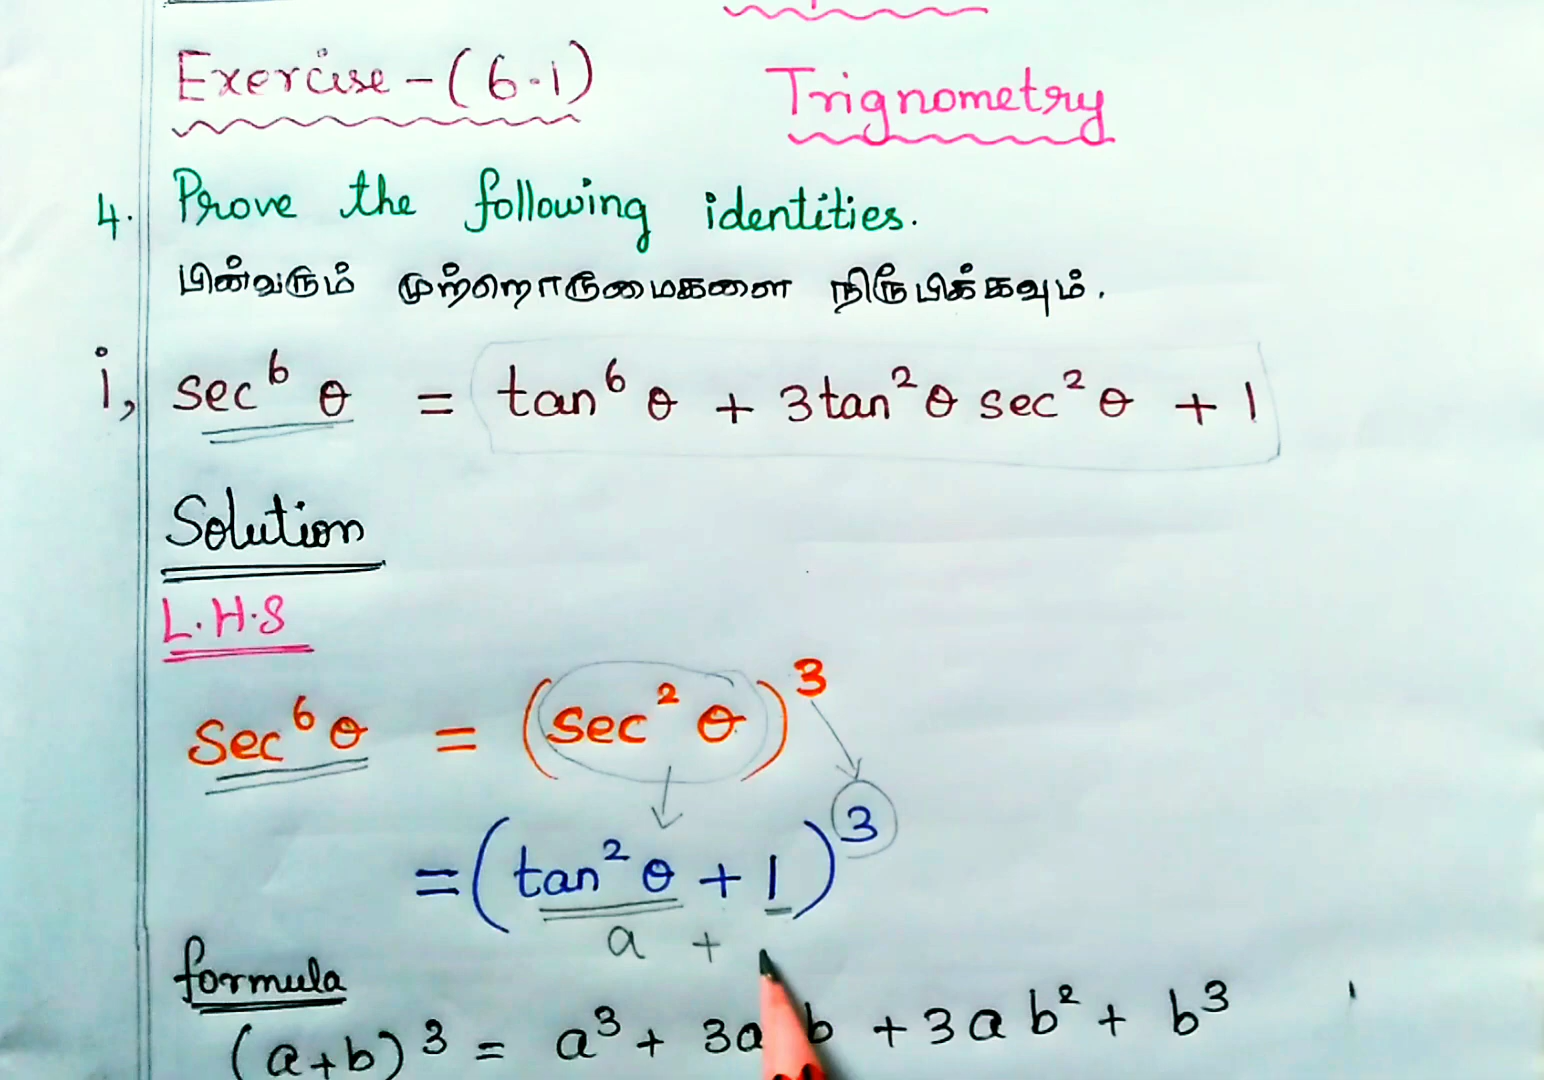 Exercise - (6.1)
Trignometry
4. Prove the following identities.
பின்வரும் முற்றொருமைகளை நிரூபிக்கவும்.
i, sec⁶ θ = tan⁶ θ + 3tan² θ sec² θ + 1
Solution
L.H.S
sec⁶ θ = (sec² θ)³
= (tan² θ + 1)³
a +
formula
(a+b)³ = a³ + 3a b + 3ab² + b³